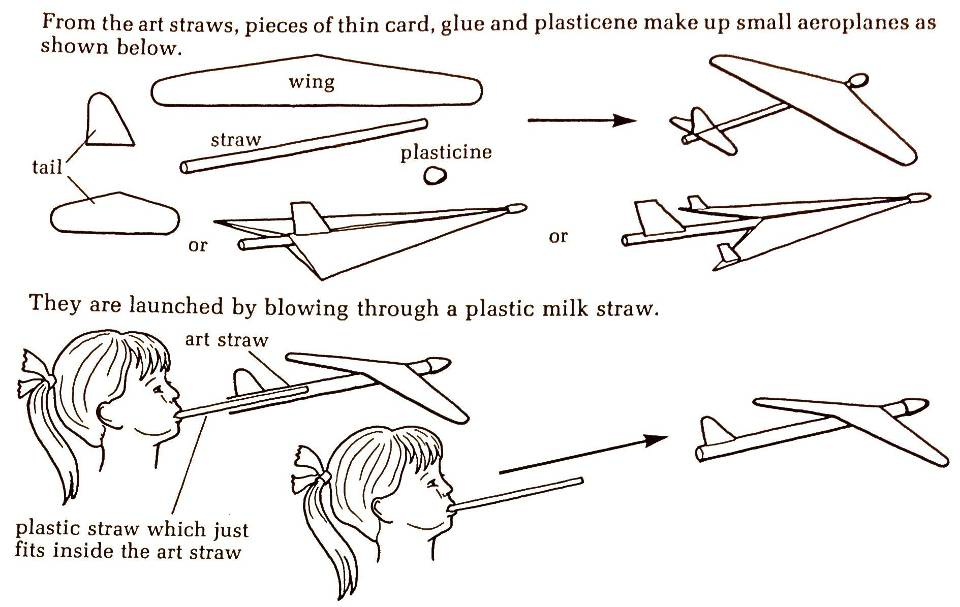 From the art straws, pieces of thin card, glue and plasticene make up small aeroplanes as
shown below.
wing
straw
plasticine
tail
or
or
They are launched by blowing through a plastic milk straw.
art straw
plastic straw which just
fits inside the art straw